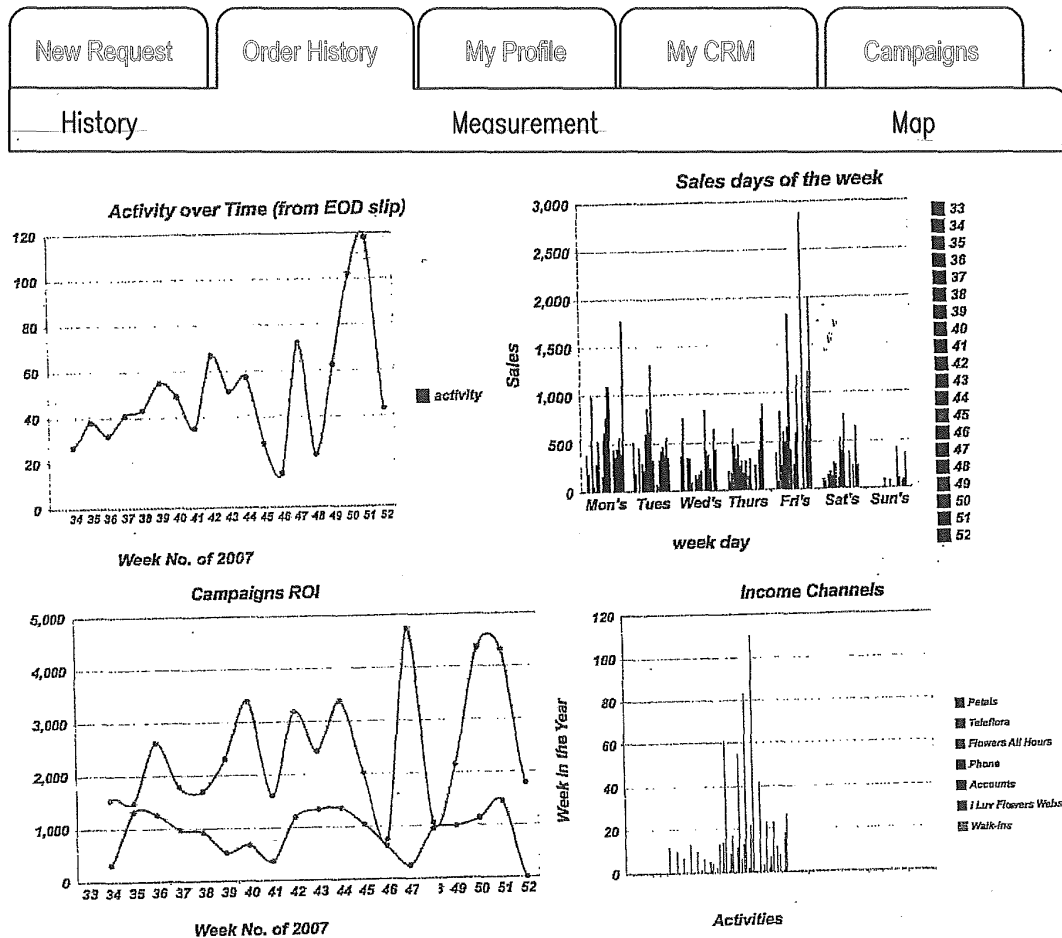 New Request Order History My Profile My CRM Campaigns
History Measurement Map
Activity over Time (from EOD slip)
120
100
80
60
40
20
0
34 35 36 37 38 39 40 41 42 43 44 45 46 47 48 49 50 51 52
Week No. of 2007
activity
Sales days of the week
3,000
2,500
2,000
1,500
1,000
500
0
Sales
Mon's Tues Wed's Thurs Fri's Sat's Sun's
week day
33
34
35
36
37
38
39
40
41
42
43
44
45
46
47
48
49
50
51
52
Campaigns ROI
5,000
4,000
3,000
2,000
1,000
0
33 34 35 36 37 38 39 40 41 42 43 44 45 46 47 49 50 51 52
Week No. of 2007
Income Channels
120
100
80
60
40
20
0
Week in the Year
Activities
Petals
Teleflora
Flowers All Hours
Phone
Accounts
I Luv Flowers Webs
Walk-ins